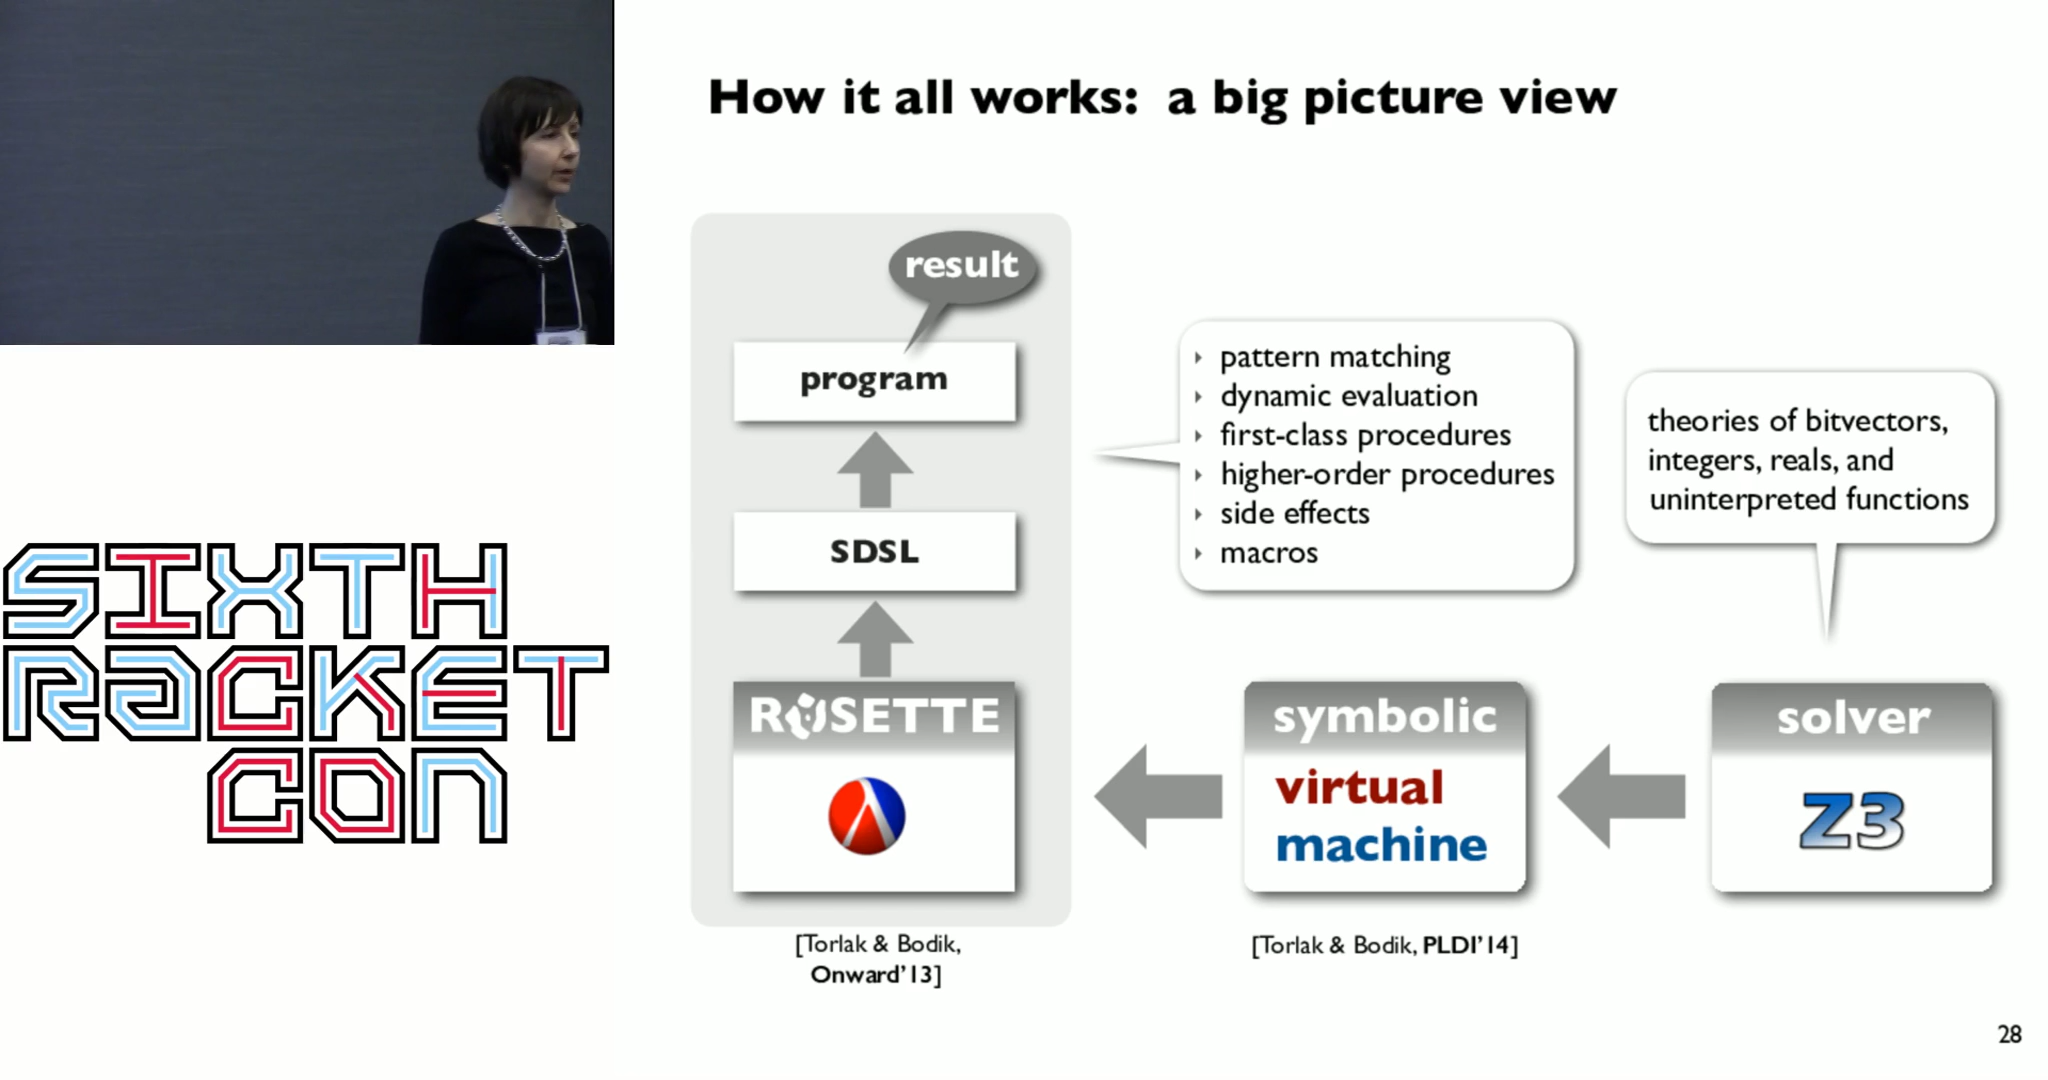 How it all works: a big picture view
result
program
SDSL
ROSETTE
[Torlak & Bodik,
Onward'13]
‣ pattern matching
‣ dynamic evaluation
‣ first-class procedures
‣ higher-order procedures
‣ side effects
‣ macros
symbolic
virtual
machine
[Torlak & Bodik, PLDI'14]
theories of bitvectors,
integers, reals, and
uninterpreted functions
solver
Z3
SIXTH
RACKET
CON
28